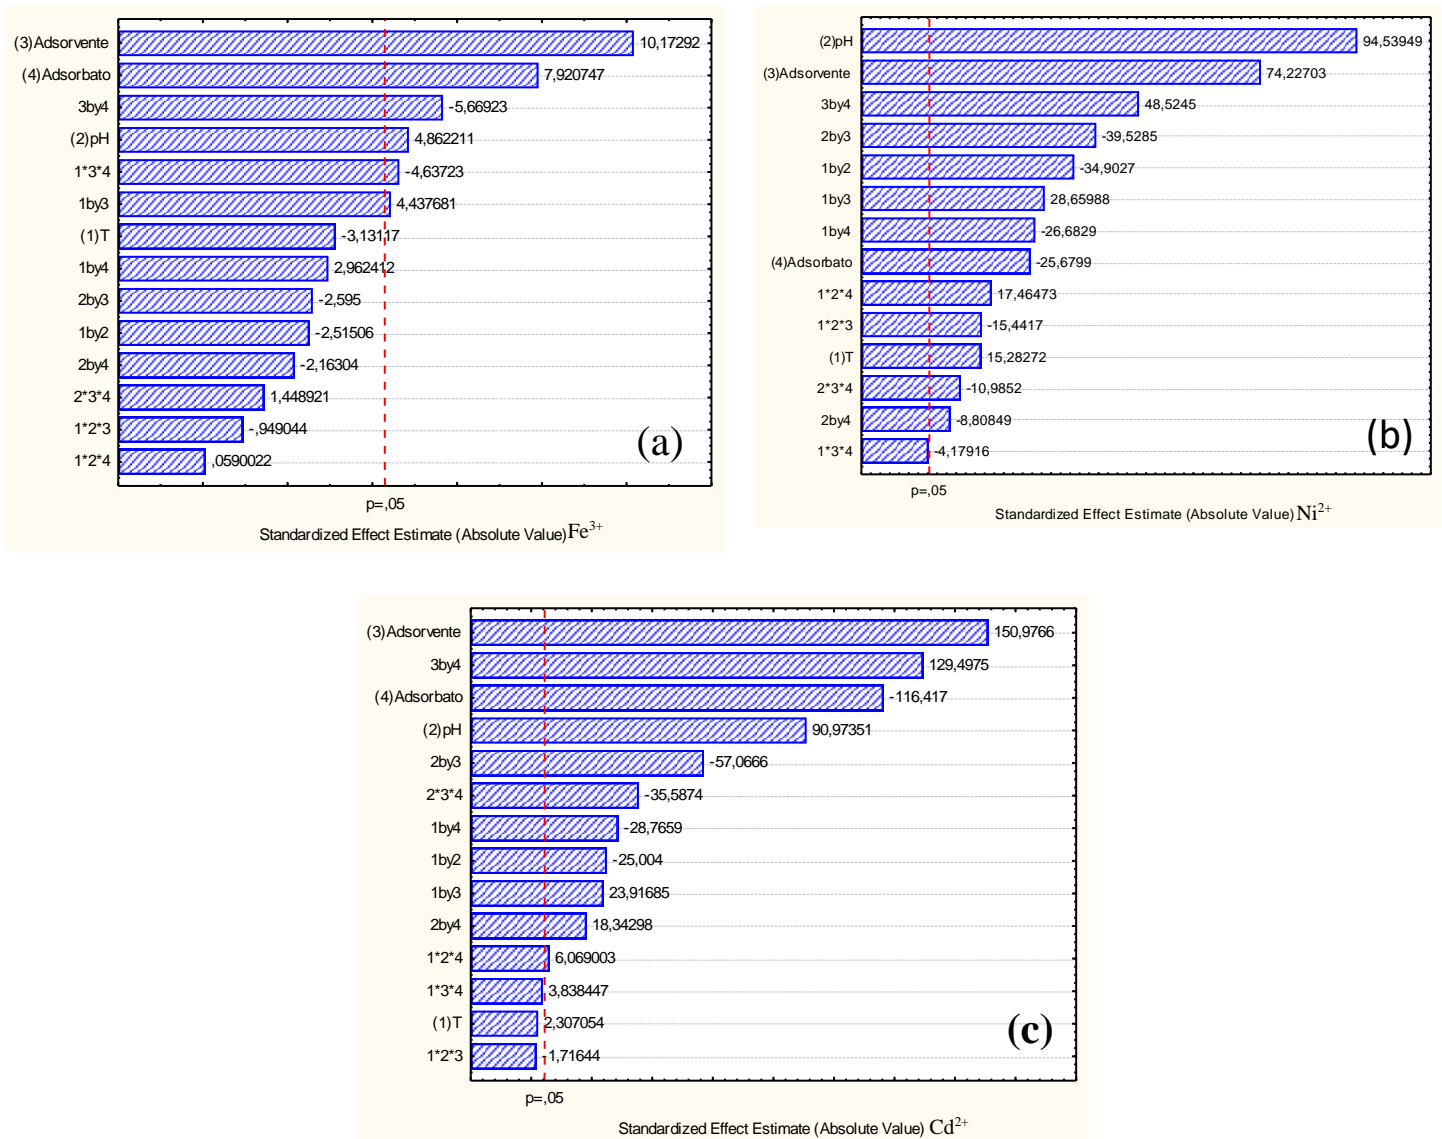 (3)Adsorvente 10,17292
(4)Adsorbato 7,920747
3by4 -5,66923
(2)pH 4,862211
1*3*4 -4,63723
1by3 4,437681
(1)T -3,13117
1by4 2,962412
2by3 -2,595
1by2 -2,51506
2by4 -2,16304
2*3*4 1,448921
1*2*3 -,949044
1*2*4 ,0590022
(a)
p=,05
Standardized Effect Estimate (Absolute Value) Fe³⁺
(2)pH 94,53949
(3)Adsorvente 74,22703
3by4 48,5245
2by3 -39,5285
1by2 -34,9027
1by3 28,65988
1by4 -26,6829
(4)Adsorbato -25,6799
1*2*4 17,46473
1*2*3 -15,4417
(1)T 15,28272
2*3*4 -10,9852
2by4 -8,80849
1*3*4 -4,17916
(b)
p=,05
Standardized Effect Estimate (Absolute Value) Ni²⁺
(3)Adsorvente 150,9766
3by4 129,4975
(4)Adsorbato -116,417
(2)pH 90,97351
2by3 -57,0666
2*3*4 -35,5874
1by4 -28,7659
1by2 -25,004
1by3 23,91685
2by4 18,34298
1*2*4 6,069003
1*3*4 3,838447
(1)T 2,307054
1*2*3 -1,71644
(c)
p=,05
Standardized Effect Estimate (Absolute Value) Cd²⁺